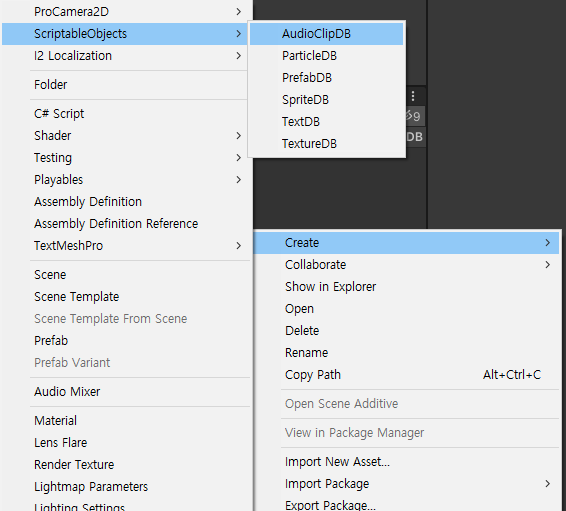 ProCamera2D
ScriptableObjects
I2 Localization
Folder
C# Script
Shader
Testing
Playables
Assembly Definition
Assembly Definition Reference
TextMeshPro
Scene
Scene Template
Scene Template From Scene
Prefab
Prefab Variant
Audio Mixer
Material
Lens Flare
Render Texture
Lightmap Parameters
Lighting Settings
AudioClipDB
ParticleDB
PrefabDB
SpriteDB
TextDB
TextureDB
9
DB
Create
Collaborate
Show in Explorer
Open
Delete
Rename
Copy Path Alt+Ctrl+C
Open Scene Additive
View in Package Manager
Import New Asset...
Import Package
Export Package...